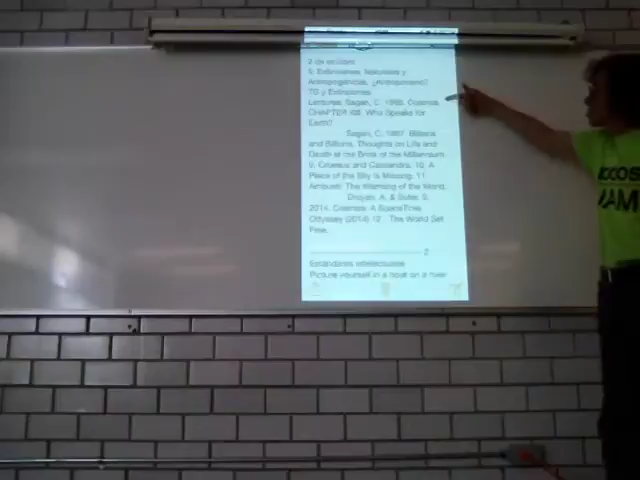 2 de octubre
5. Extinciones. Naturales y
Antropogénicas. ¿Antropoceno?
TG y Extinciones
Lecturas: Sagan, C. 1980. Cosmos.
CHAPTER XIII. Who Speaks for
Earth?
Sagan, C. 1997. Billions
and Billions. Thoughts on Life and
Death at the Brink of the Millennium.
9. Croesus and Cassandra. 10. A
Piece of the Sky Is Missing. 11.
Ambush: The Warming of the World.
Druyan, A. & Soter, S.
2014. Cosmos: A SpaceTime
Odyssey (2014) 12. The World Set
Free.
2
Estándares intelectuales
Picture yourself in a boat on a river